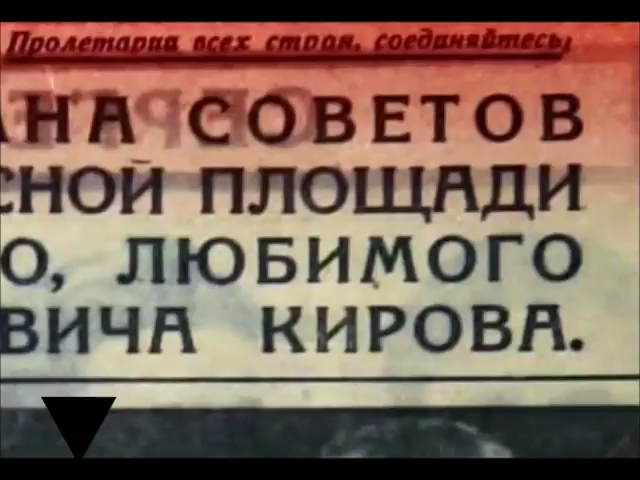 Пролетарии всех стран, соединяйтесь!
АНА СОВЕТОВ
СНОЙ ПЛОЩАДИ
О, ЛЮБИМОГО
ВИЧА КИРОВА.